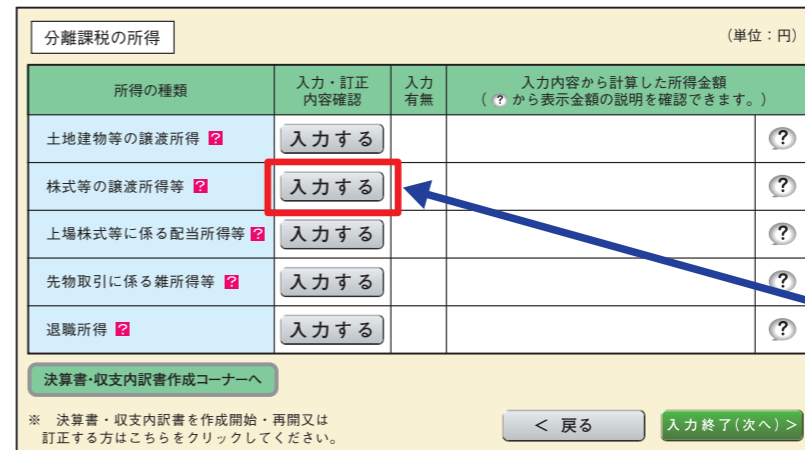 分離課税の所得
(単位：円)
所得の種類
入力・訂正
内容確認
入力
有無
入力内容から計算した所得金額
( ? から表示金額の説明を確認できます。)
土地建物等の譲渡所得 ? 入力する ?
株式等の譲渡所得等 ? 入力する ?
上場株式等に係る配当所得等 ? 入力する ?
先物取引に係る雑所得等 ? 入力する ?
退職所得 ? 入力する ?
決算書・収支内訳書作成コーナーへ
※ 決算書・収支内訳書を作成開始・再開又は
訂正する方はこちらをクリックしてください。
< 戻る
入力終了(次へ) >